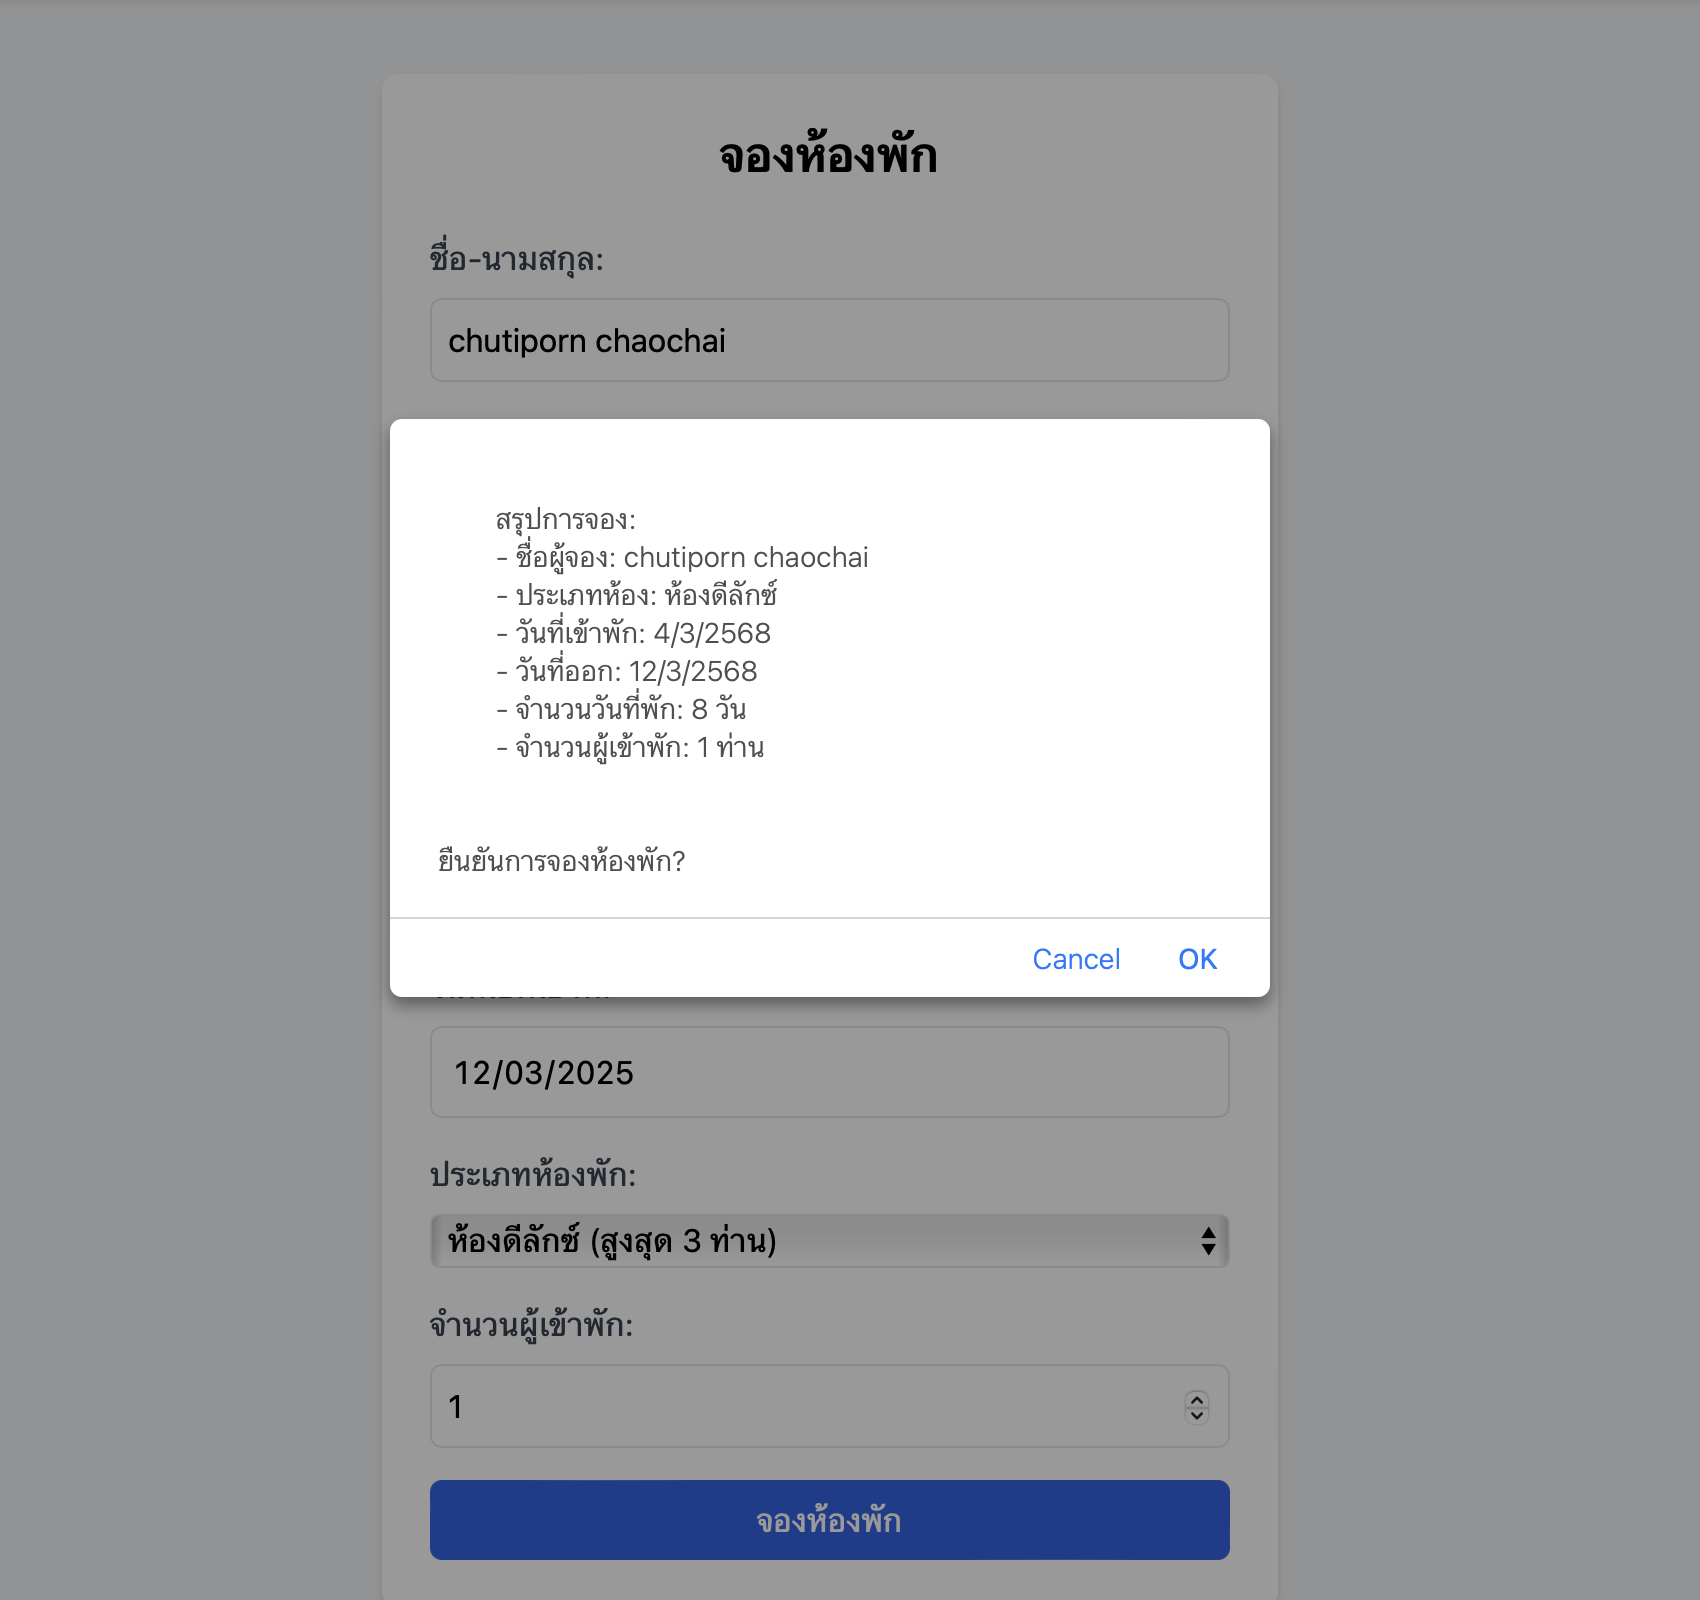 จองห้องพัก
ชื่อ-นามสกุล:
chutiporn chaochai
สรุปการจอง:
- ชื่อผู้จอง: chutiporn chaochai
- ประเภทห้อง: ห้องดีลักซ์
- วันที่เข้าพัก: 4/3/2568
- วันที่ออก: 12/3/2568
- จำนวนวันที่พัก: 8 วัน
- จำนวนผู้เข้าพัก: 1 ท่าน
ยืนยันการจองห้องพัก?
Cancel OK
12/03/2025
ประเภทห้องพัก:
ห้องดีลักซ์ (สูงสุด 3 ท่าน)
จำนวนผู้เข้าพัก:
1
จองห้องพัก